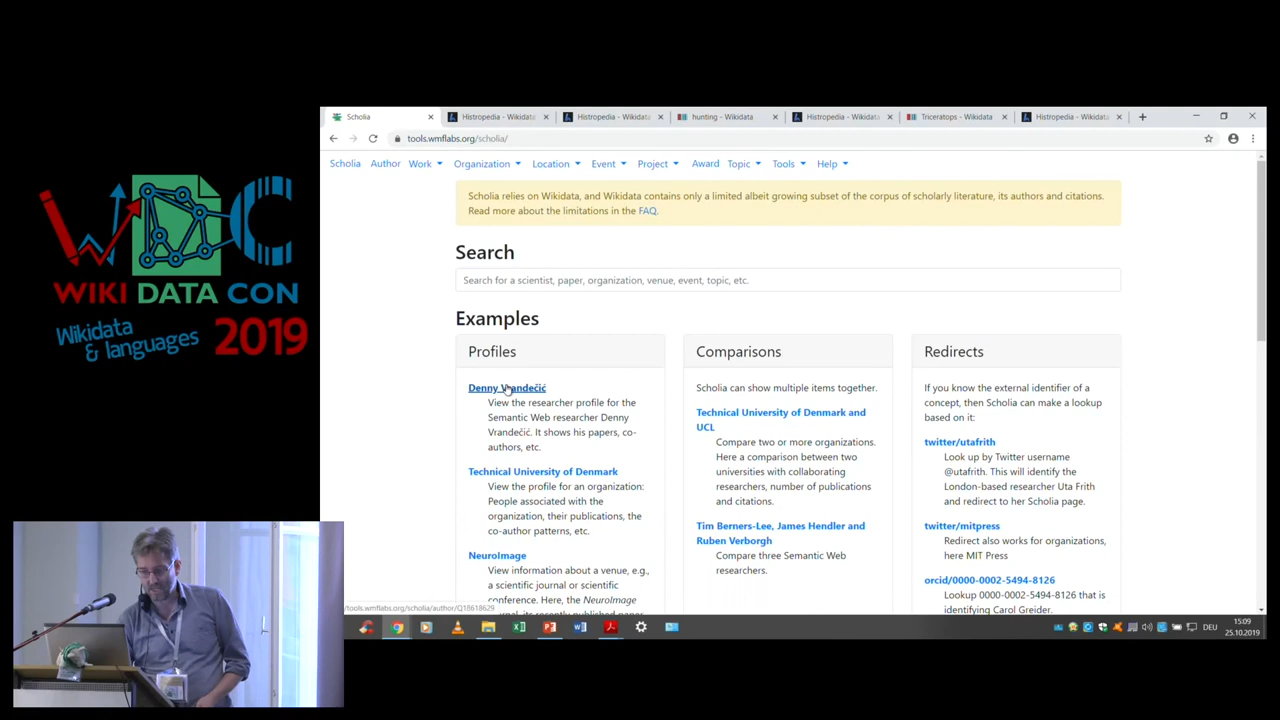 WIKI DATA CON
Wikidata
& languages 2019
Scholia
Histropedia - Wikidata
Histropedia - Wikidata
hunting - Wikidata
Histropedia - Wikidata
Triceratops - Wikidata
Histropedia - Wikidata
tools.wmflabs.org/scholia/
Scholia Author Work Organization Location Event Project Award Topic Tools Help
Scholia relies on Wikidata, and Wikidata contains only a limited albeit growing subset of the corpus of scholarly literature, its authors and citations.
Read more about the limitations in the FAQ.
Search
Search for a scientist, paper, organization, venue, event, topic, etc.
Examples
Profiles
Denny Vrandečić
View the researcher profile for the
Semantic Web researcher Denny
Vrandečić. It shows his papers, co-
authors, etc.
Technical University of Denmark
View the profile for an organization:
People associated with the
organization, their publications, the
co-author patterns, etc.
NeuroImage
View information about a venue, e.g.,
a scientific journal or scientific
conference. Here, the NeuroImage
journal, its recently published paper
Comparisons
Scholia can show multiple items together.
Technical University of Denmark and
UCL
Compare two or more organizations.
Here a comparison between two
universities with collaborating
researchers, number of publications
and citations.
Tim Berners-Lee, James Hendler and
Ruben Verborgh
Compare three Semantic Web
researchers.
Redirects
If you know the external identifier of a
concept, then Scholia can make a lookup
based on it:
twitter/utafrith
Look up by Twitter username
@utafrith. This will identify the
London-based researcher Uta Frith
and redirect to her Scholia page.
twitter/mitpress
Redirect also works for organizations,
here MIT Press
orcid/0000-0002-5494-8126
Lookup 0000-0002-5494-8126 that is
identifying Carol Greider.
/tools.wmflabs.org/scholia/author/Q18618629
DEU
15:09
25.10.2019